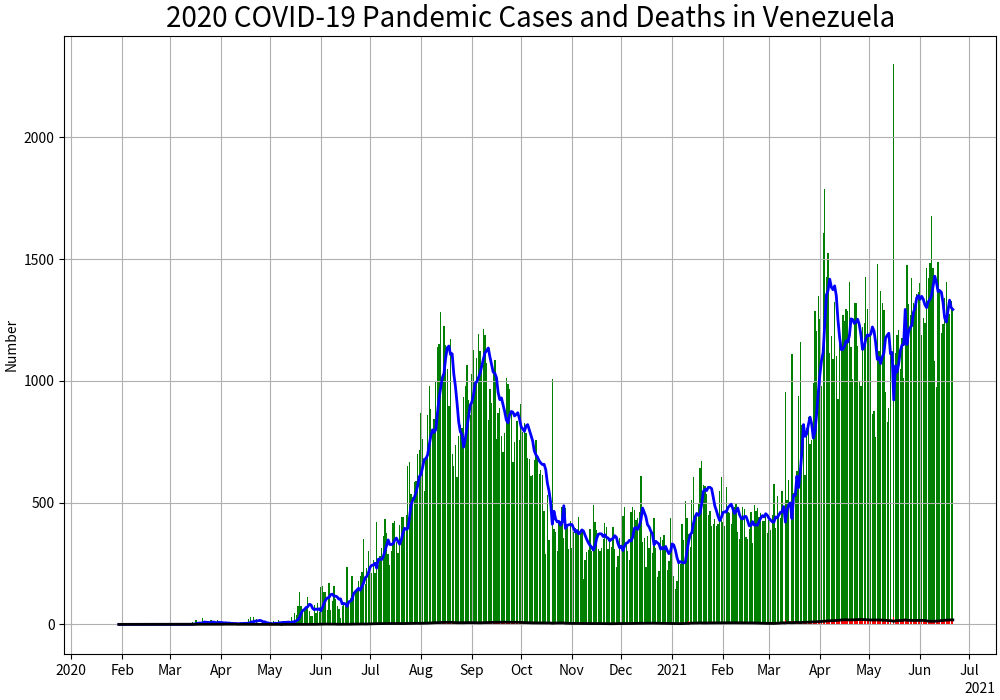 2020 COVID-19 Pandemic Cases and Deaths in Venezuela
Number
2000
1500
1000
500
0
2020 Feb Mar Apr May Jun Jul Aug Sep Oct Nov Dec 2021 Feb Mar Apr May Jun Jul
2021